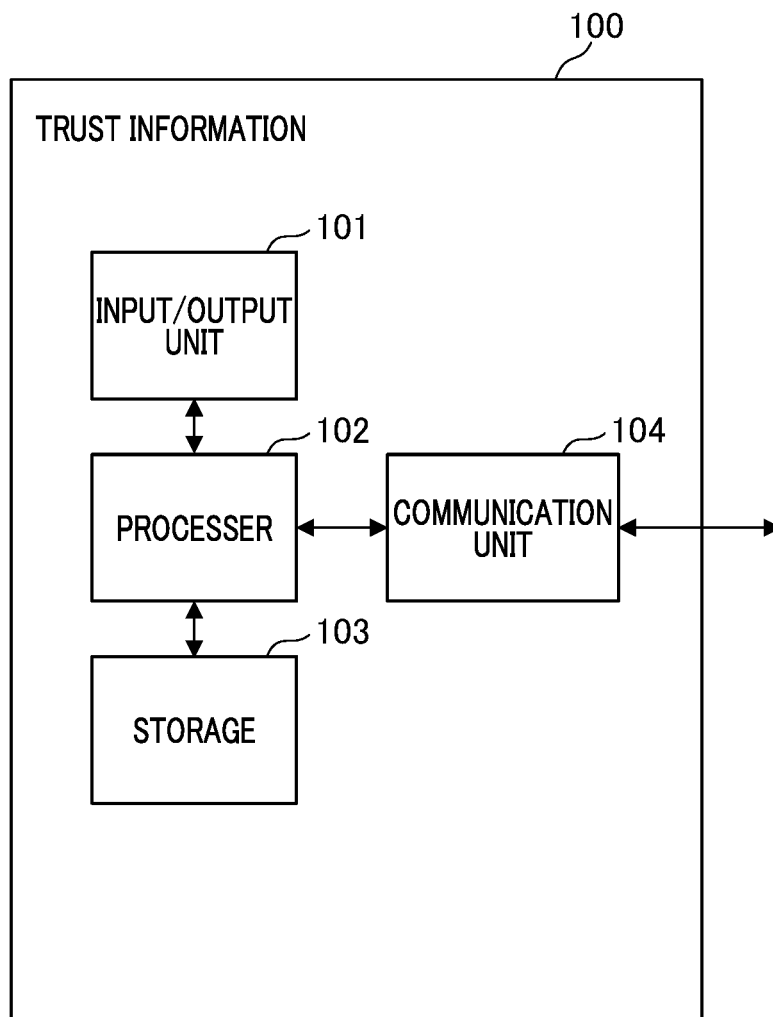 100
TRUST INFORMATION
101
INPUT/OUTPUT
UNIT
102
PROCESSER
104
COMMUNICATION
UNIT
103
STORAGE